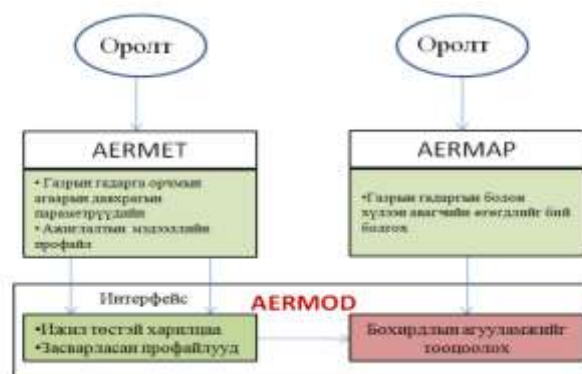 Оролт
Оролт
AERMET
• Газрын гадарга орчмын
агаарын давхрагын
параметрүүдийн
• Ажиглалтын мэдээллийн
профайл
AERMAP
•Газрын гадаргын болон
хүлээн авагчийн өгөгдлийг бий
болгох
Интерфейс
AERMOD
•Ижил төстэй харилцаа
•Засварласан профайлууд
Бохирдлын агууламжийг
тооцоолох